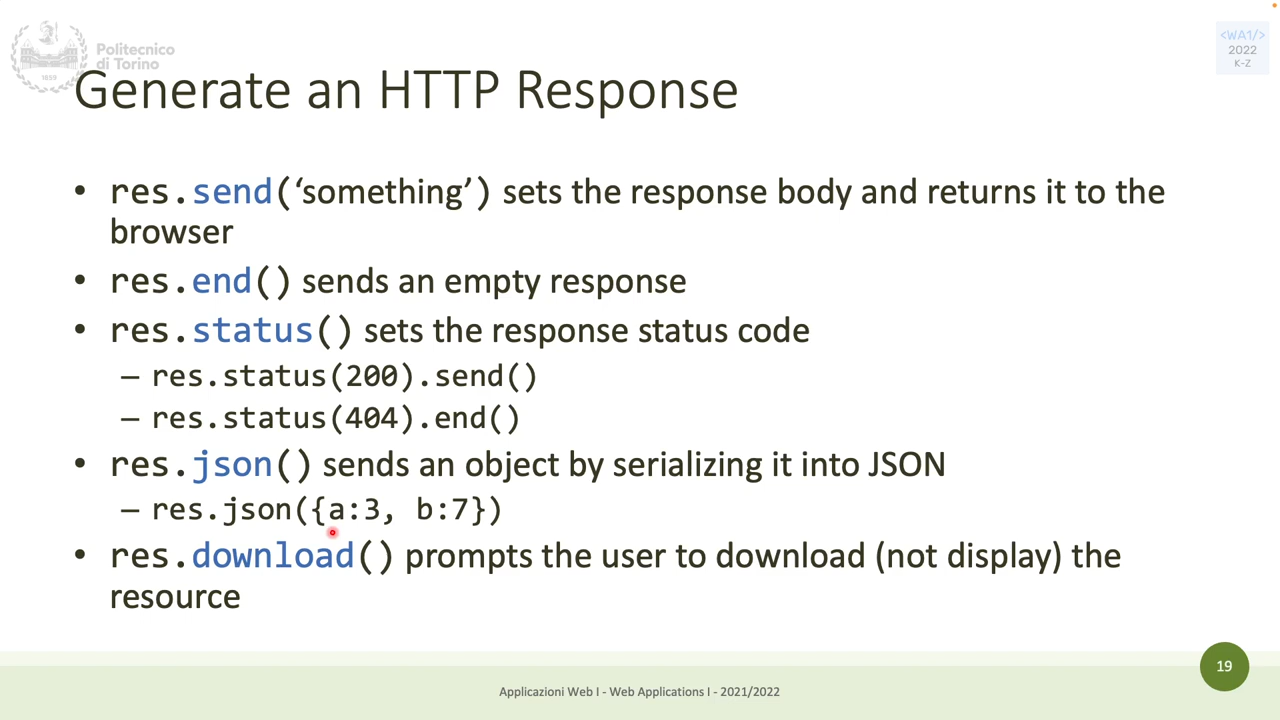 Politecnico
di Torino
1859
<WA1/>
2022
K-Z
Generate an HTTP Response
• res.send(‘something’) sets the response body and returns it to the
browser
• res.end() sends an empty response
• res.status() sets the response status code
– res.status(200).send()
– res.status(404).end()
• res.json() sends an object by serializing it into JSON
– res.json({a:3, b:7})
• res.download() prompts the user to download (not display) the
resource
19
Applicazioni Web I - Web Applications I - 2021/2022